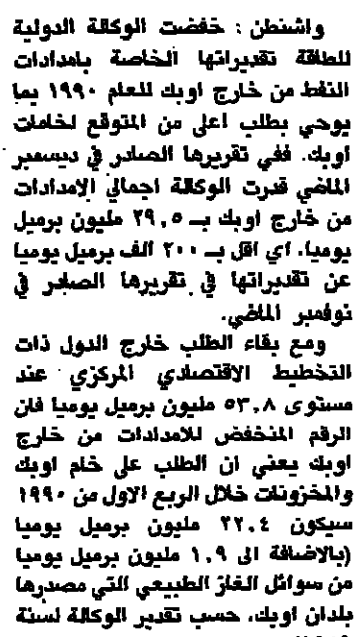 واشنطن : خفضت الوكالة الدولية
للطاقة تقديراتها الخاصة بامدادات
النفط من خارج اوبك للعام ١٩٩٠ بما
يوحي بطلب اعلى من المتوقع لخامات
اوبك. ففي تقريرها الصادر في ديسمبر
الماضي قدرت الوكالة اجمالي الامدادات
من خارج اوبك بـ ٢٩,٥ مليون برميل
يوميا، اي اقل بـ ٢٠٠ الف برميل يوميا
عن تقديراتها في تقريرها الصادر في
نوفمبر الماضي.
ومع بقاء الطلب خارج الدول ذات
التخطيط الاقتصادي المركزي عند
مستوى ٥٣,٨ مليون برميل يوميا فان
الرقم المنخفض للامدادات من خارج
اوبك يعني ان الطلب على خام اوبك
والمخزونات خلال الربع الاول من ١٩٩٠
سيكون ٢٢,٤ مليون برميل يوميا
(بالاضافة الى ١,٩ مليون برميل يوميا
من سوائل الغاز الطبيعي التي مصدرها
بلدان اوبك، حسب تقدير الوكالة لسنة